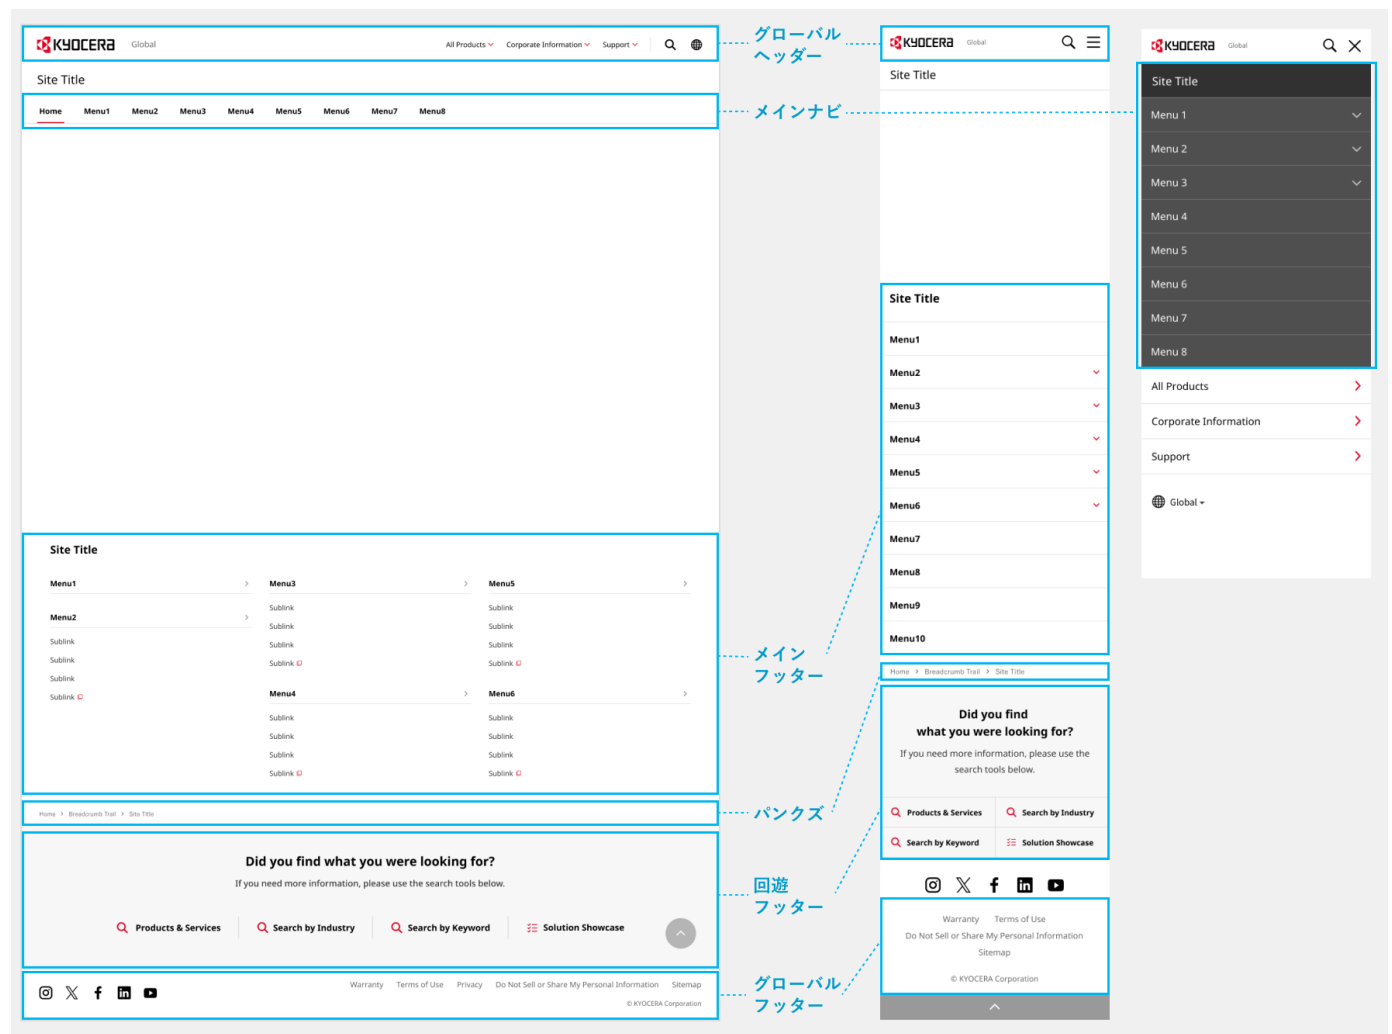 KYOCERA Global All Products Corporate Information Support
Site Title
Home Menu1 Menu2 Menu3 Menu4 Menu5 Menu6 Menu7 Menu8
Site Title
Menu1
Menu2
Sublink
Sublink
Sublink
Sublink
Menu3
Sublink
Sublink
Sublink
Sublink
Menu4
Sublink
Sublink
Sublink
Sublink
Menu5
Sublink
Sublink
Sublink
Sublink
Menu6
Sublink
Sublink
Sublink
Sublink
Home > Breadcrumb Trail > Site Title
Did you find what you were looking for?
If you need more information, please use the search tools below.
Products & Services Search by Industry Search by Keyword Solution Showcase
Warranty Terms of Use Privacy Do Not Sell or Share My Personal Information Sitemap
© KYOCERA Corporation
グローバル
ヘッダー
メインナビ
メイン
フッター
パンクズ
回遊
フッター
グローバル
フッター
KYOCERA Global
Site Title
Site Title
Menu1
Menu2
Menu3
Menu4
Menu5
Menu6
Menu7
Menu8
Menu9
Menu10
Home > Breadcrumb Trail > Site Title
Did you find
what you were looking for?
If you need more information, please use the
search tools below.
Products & Services Search by Industry
Search by Keyword Solution Showcase
Warranty Terms of Use
Do Not Sell or Share My Personal Information
Sitemap
© KYOCERA Corporation
KYOCERA Global
Site Title
Menu 1
Menu 2
Menu 3
Menu 4
Menu 5
Menu 6
Menu 7
Menu 8
All Products
Corporate Information
Support
Global